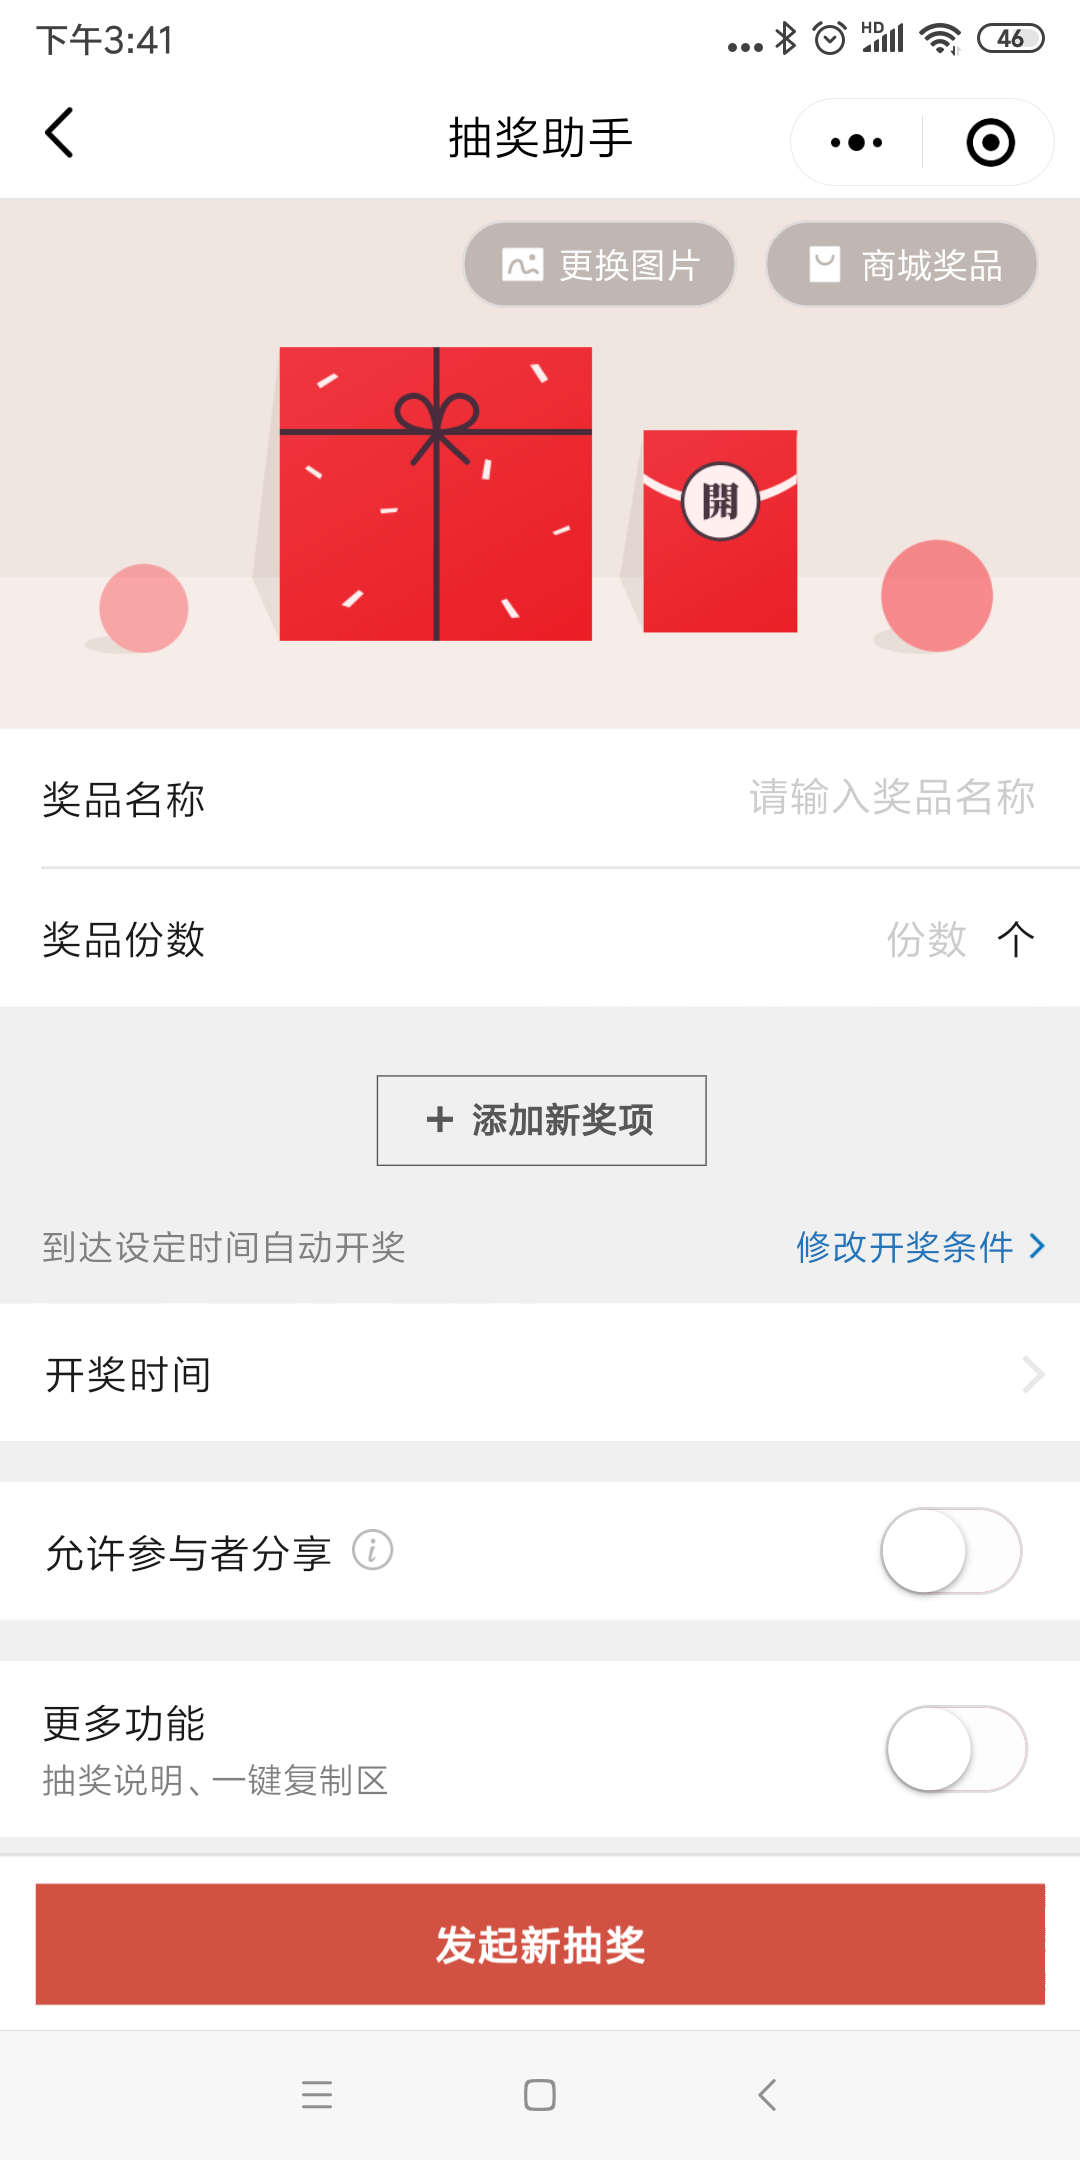 下午3:41
HD
46
抽奖助手
更换图片
商城奖品
開
奖品名称
请输入奖品名称
奖品份数
份数 个
+ 添加新奖项
到达设定时间自动开奖
修改开奖条件
开奖时间
允许参与者分享 i
更多功能
抽奖说明、一键复制区
发起新抽奖